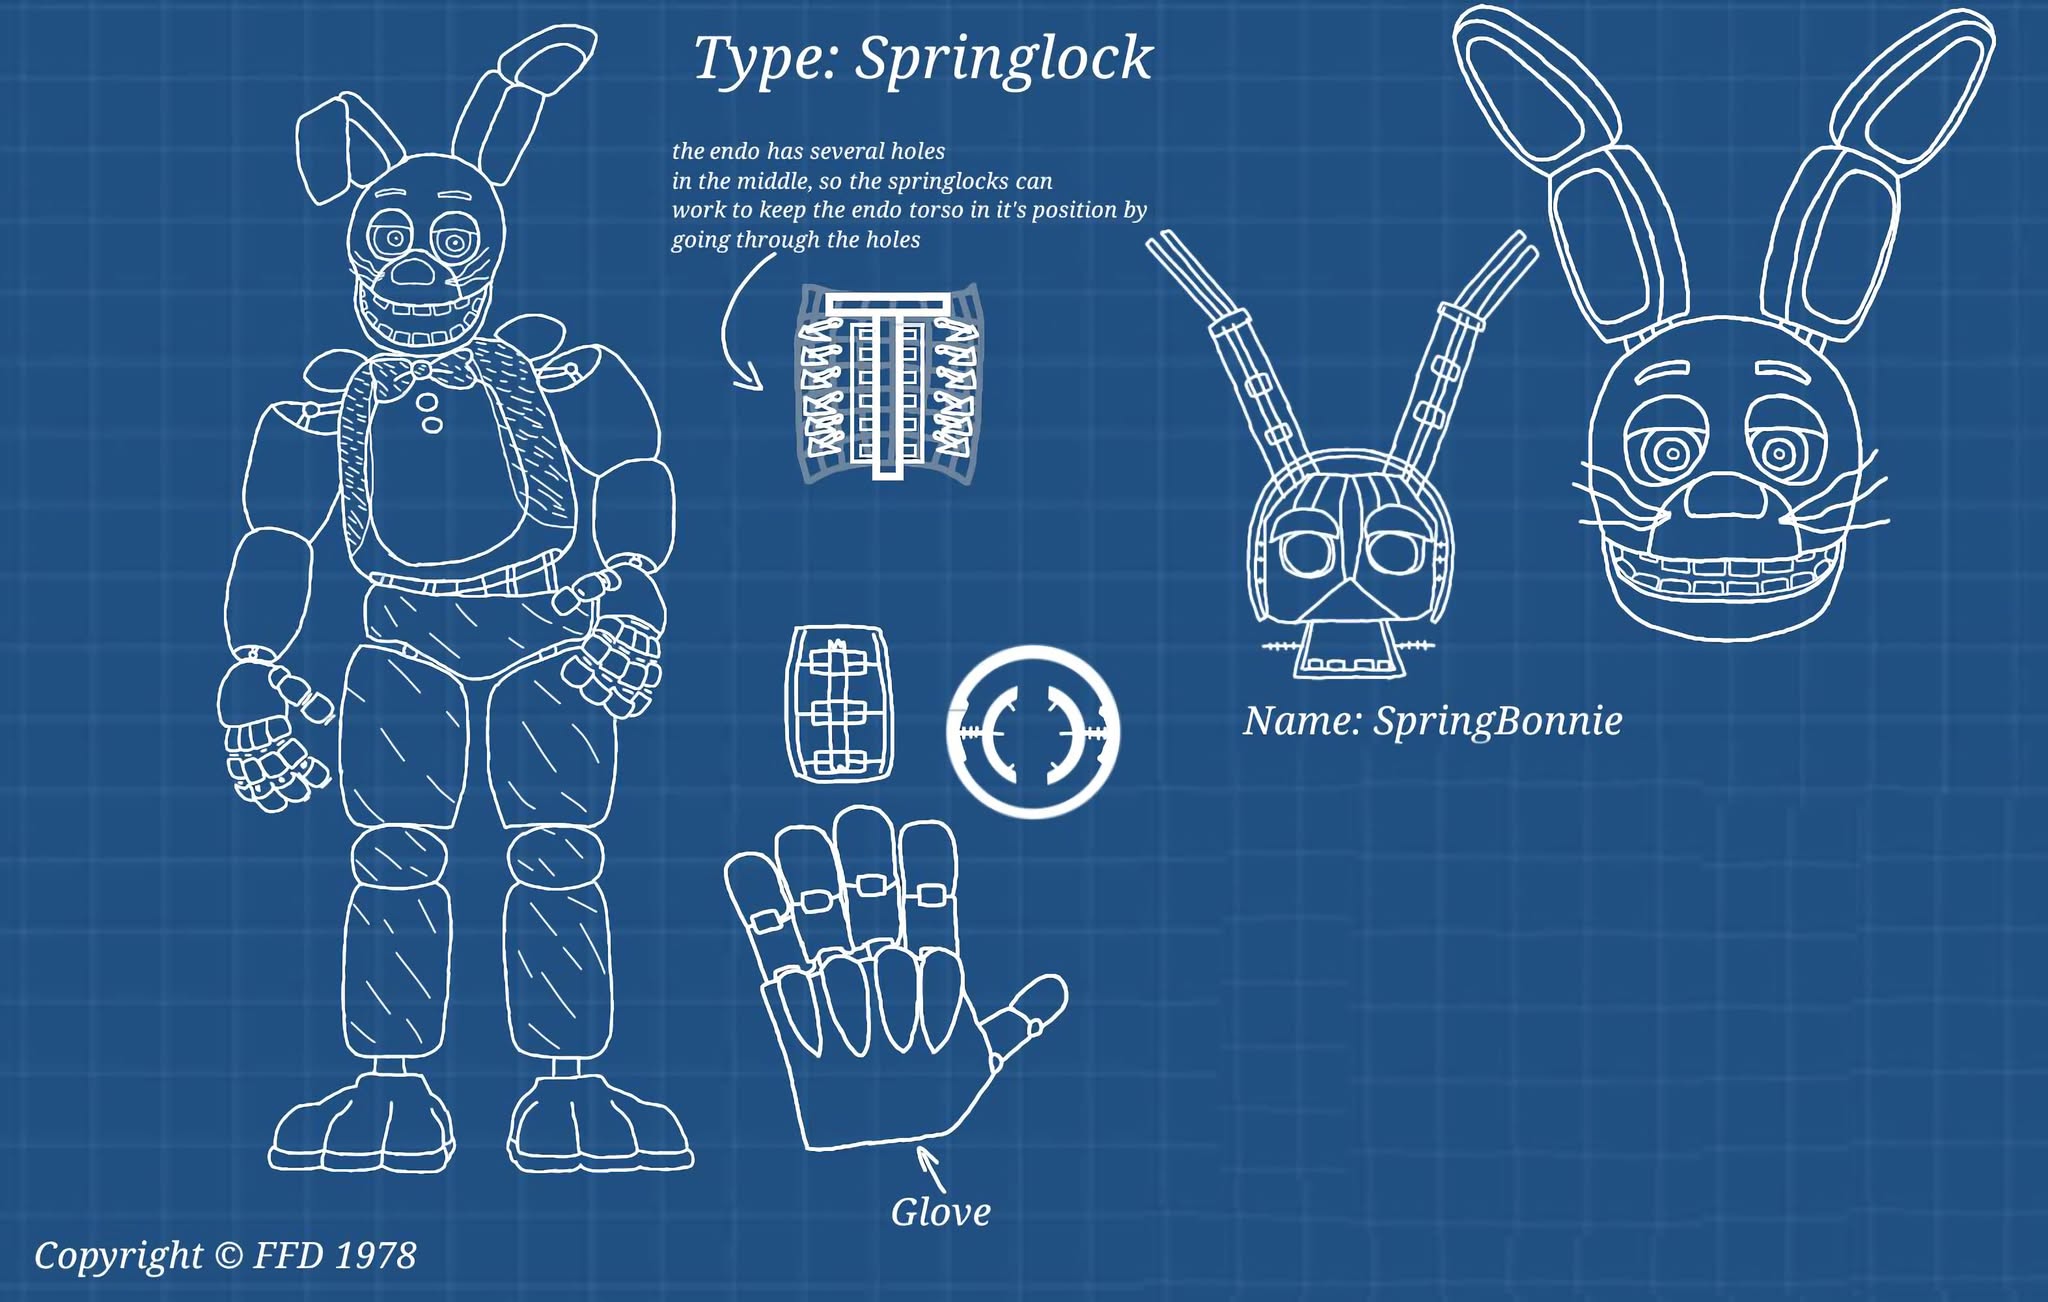 Type: Springlock
the endo has several holes
in the middle, so the springlocks can
work to keep the endo torso in it's position by
going through the holes
Name: SpringBonnie
Glove
Copyright © FFD 1978